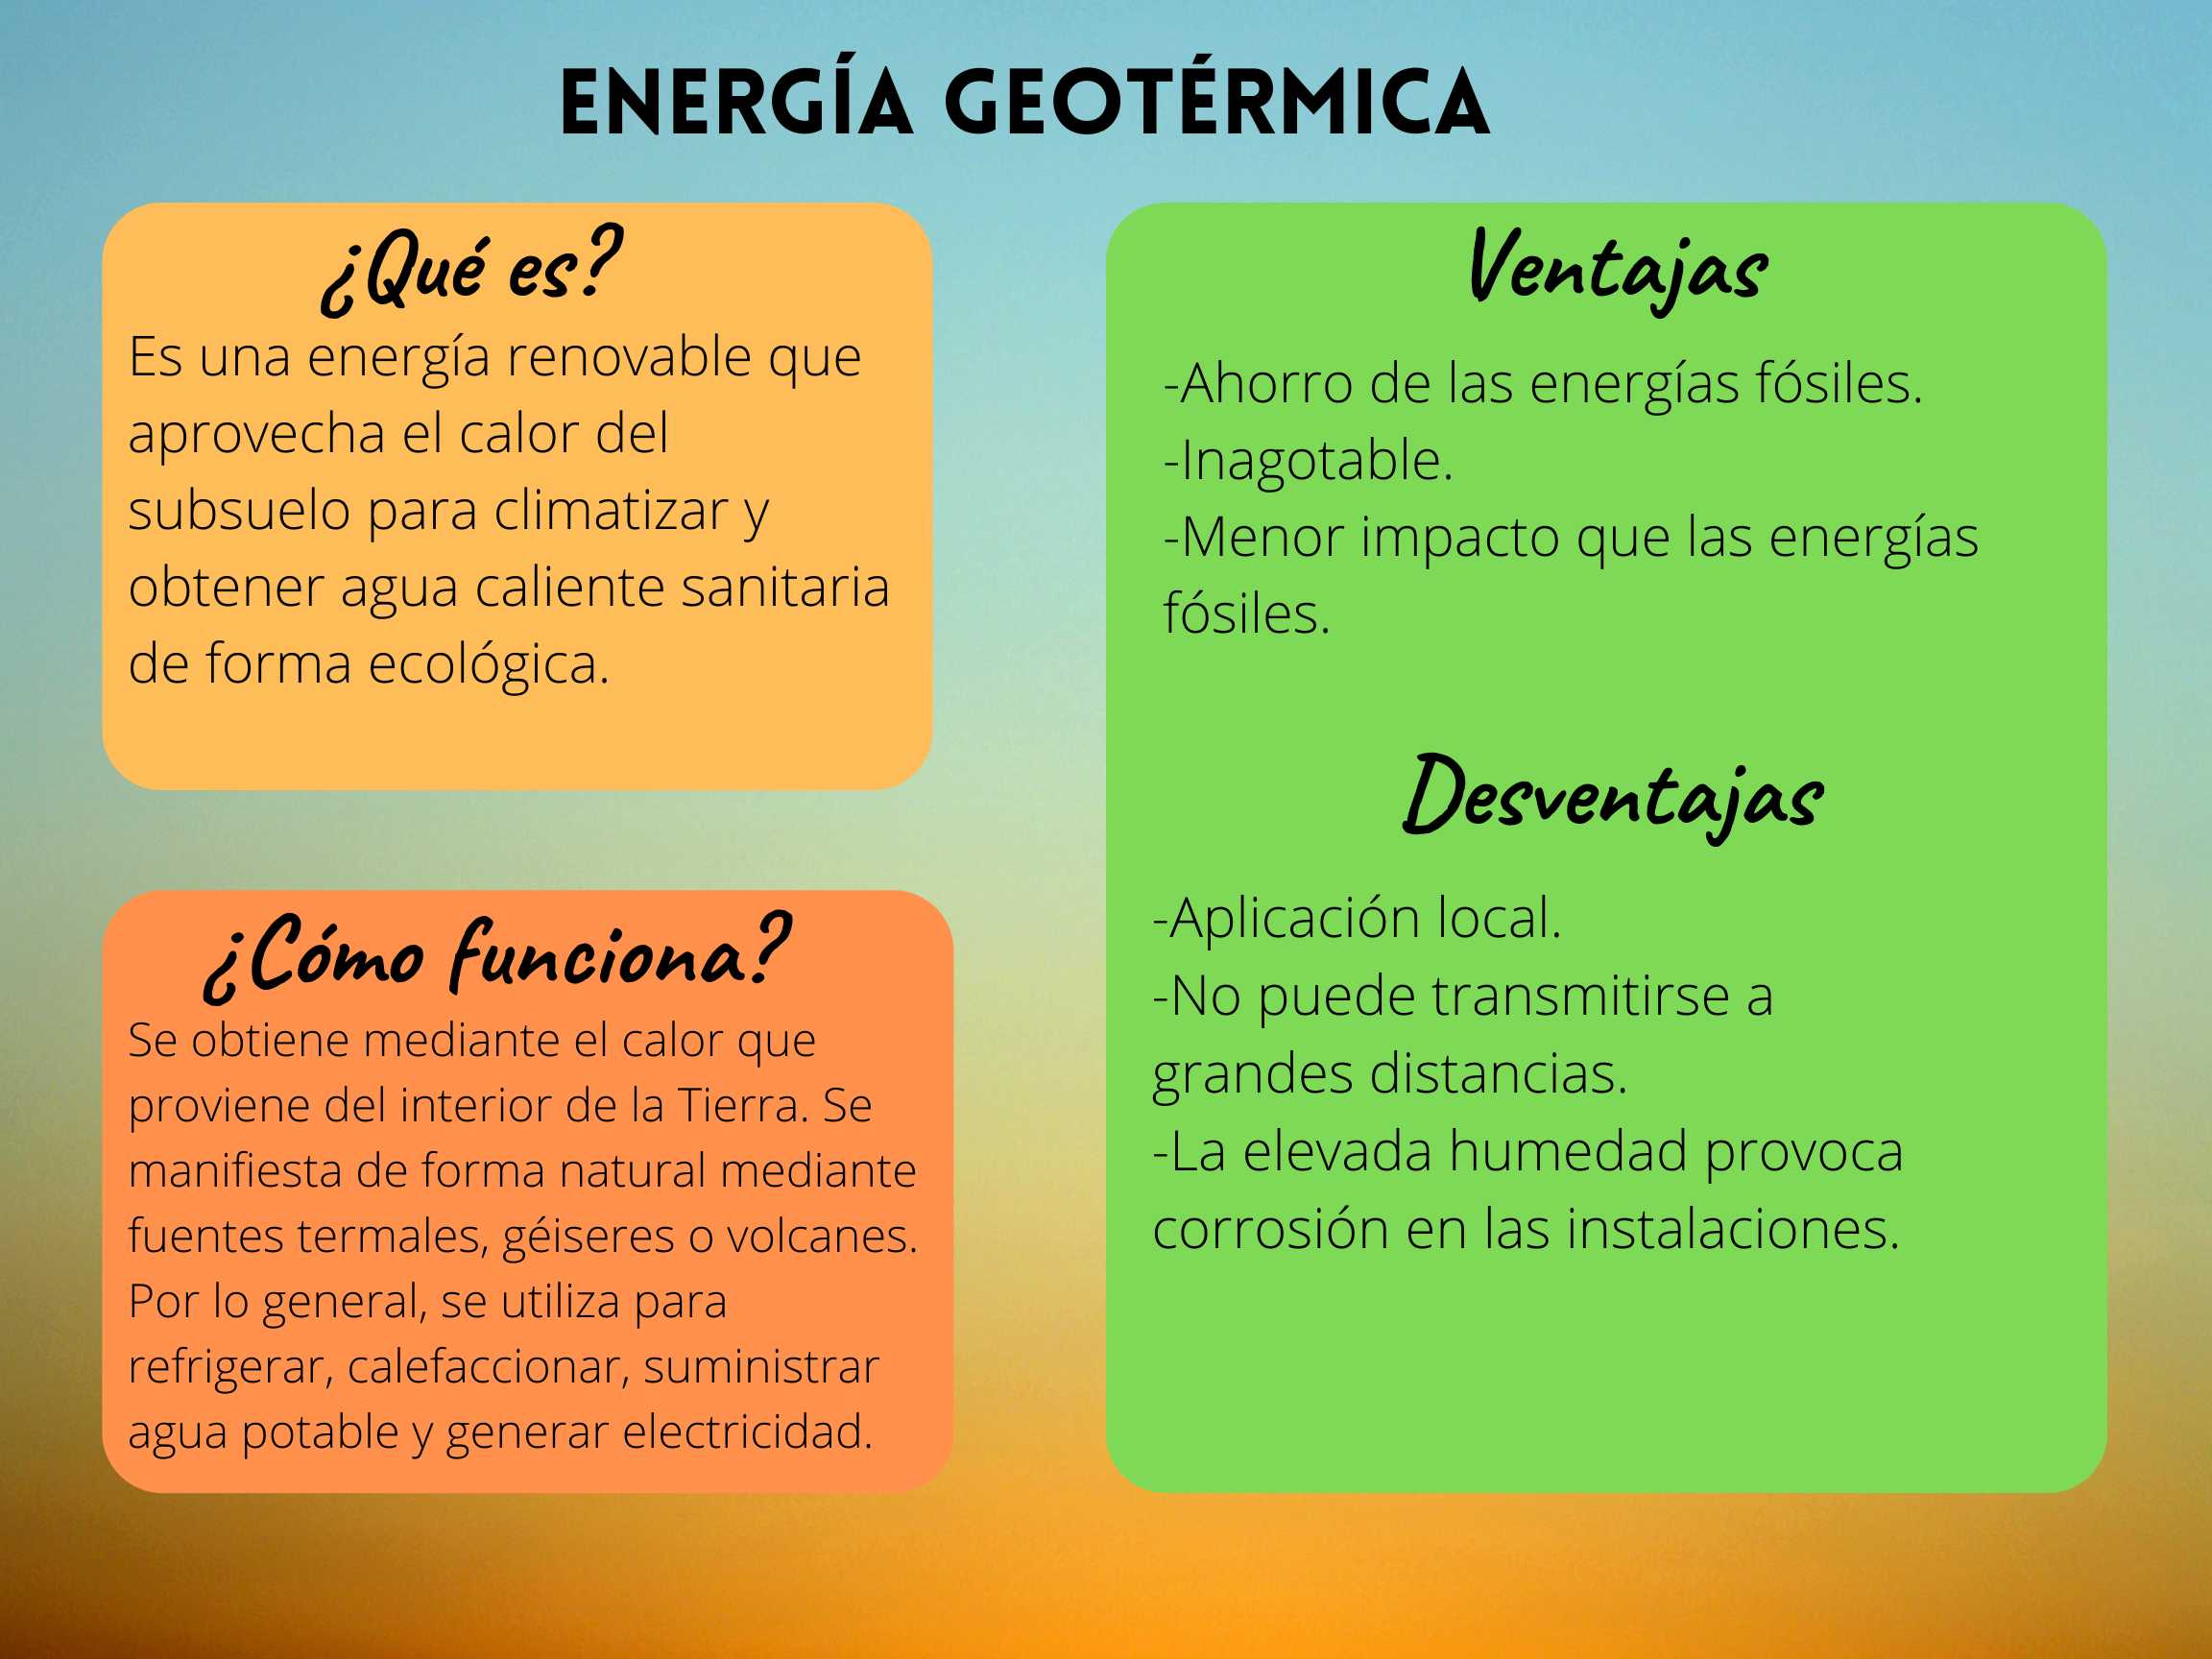 ENERGÍA GEOTÉRMICA
¿Qué es?
Es una energía renovable que
aprovecha el calor del
subsuelo para climatizar y
obtener agua caliente sanitaria
de forma ecológica.
¿Cómo funciona?
Se obtiene mediante el calor que
proviene del interior de la Tierra. Se
manifiesta de forma natural mediante
fuentes termales, géiseres o volcanes.
Por lo general, se utiliza para
refrigerar, calefaccionar, suministrar
agua potable y generar electricidad.
Ventajas
-Ahorro de las energías fósiles.
-Inagotable.
-Menor impacto que las energías
fósiles.
Desventajas
-Aplicación local.
-No puede transmitirse a
grandes distancias.
-La elevada humedad provoca
corrosión en las instalaciones.